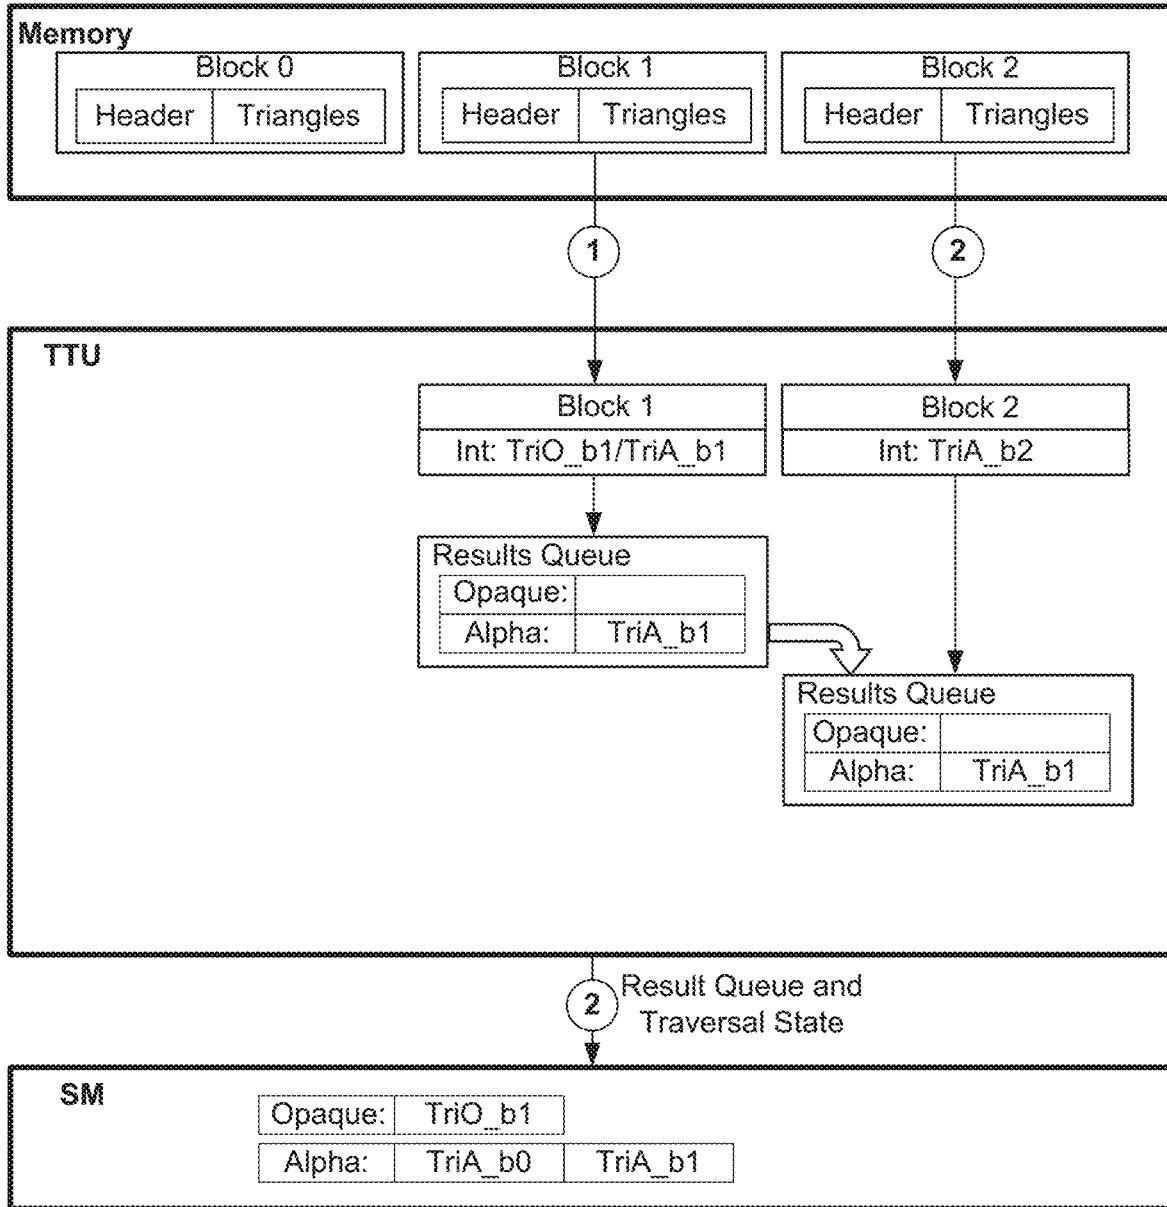 Memory
Block 0 Block 1 Block 2
Header Triangles Header Triangles Header Triangles
1 2
TTU
Block 1 Block 2
Int: TriO_b1/TriA_b1 Int: TriA_b2
Results Queue
Opaque:
Alpha: TriA_b1
Results Queue
Opaque:
Alpha: TriA_b1
2 Result Queue and
Traversal State
SM
Opaque: TriO_b1
Alpha: TriA_b0 TriA_b1